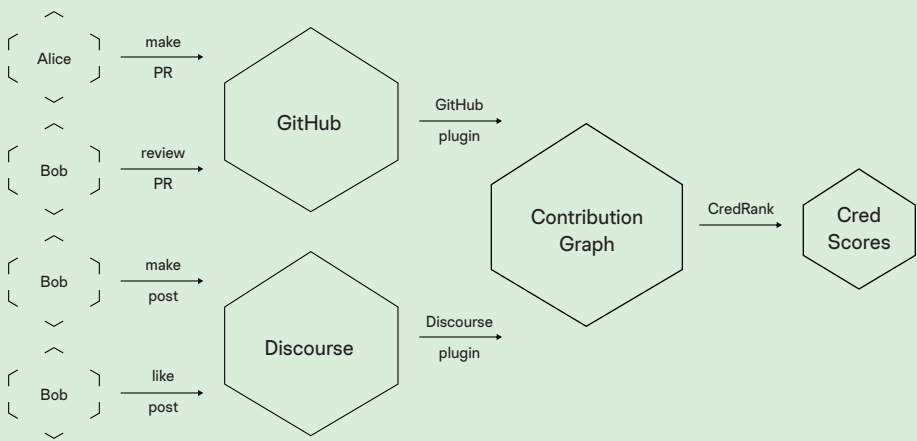 Alice
make
PR
GitHub
Bob
review
PR
GitHub
plugin
Bob
make
post
Discourse
Bob
like
post
Discourse
plugin
Contribution
Graph
CredRank
Cred
Scores